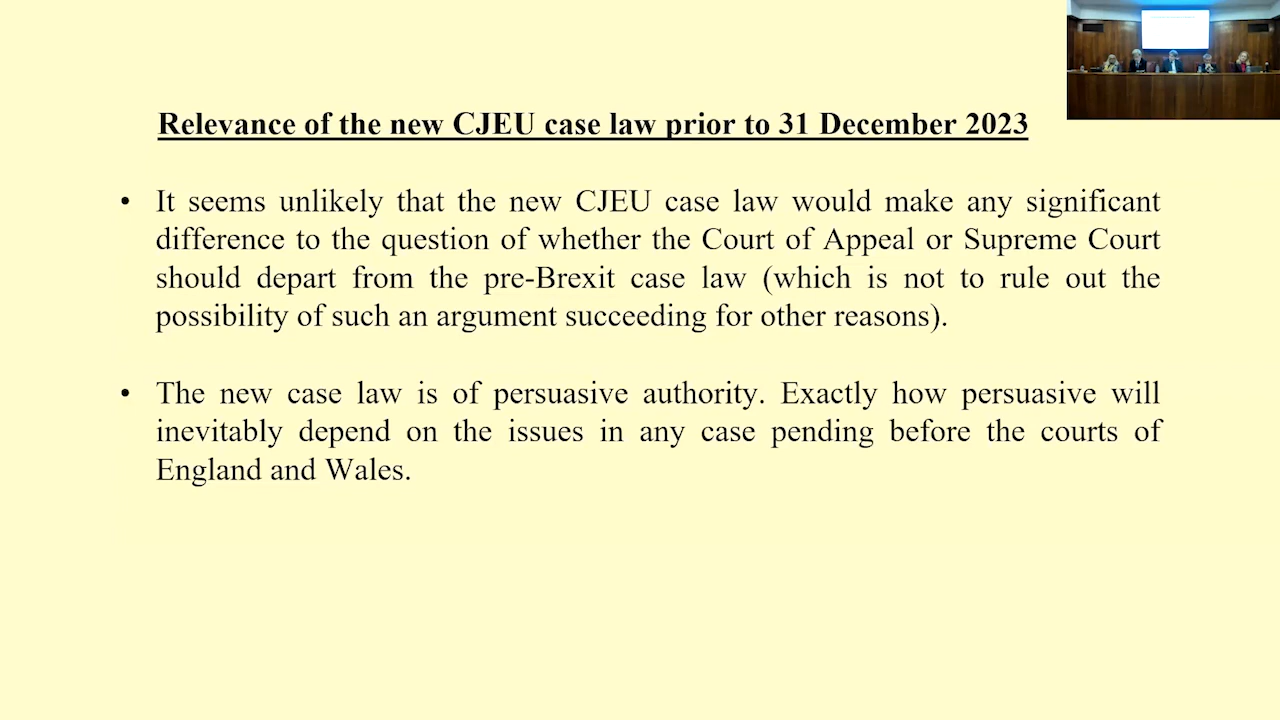 Relevance of the new CJEU case law prior to 31 December 2023
• It seems unlikely that the new CJEU case law would make any significant
difference to the question of whether the Court of Appeal or Supreme Court
should depart from the pre-Brexit case law (which is not to rule out the
possibility of such an argument succeeding for other reasons).
• The new case law is of persuasive authority. Exactly how persuasive will
inevitably depend on the issues in any case pending before the courts of
England and Wales.